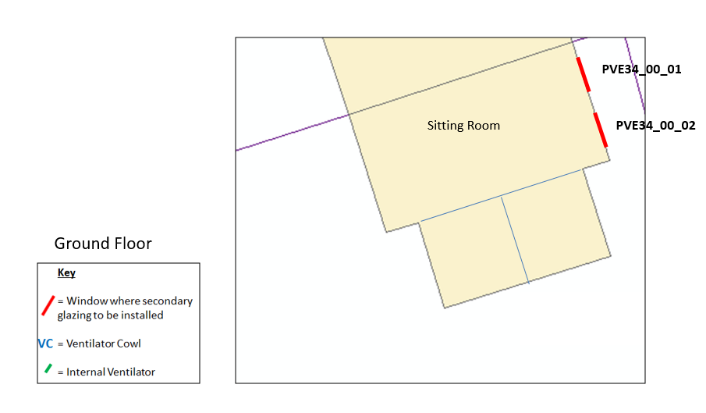 PVE34_00_01
Sitting Room
PVE34_00_02
Ground Floor
Key
= Window where secondary
glazing to be installed
VC = Ventilator Cowl
= Internal Ventilator